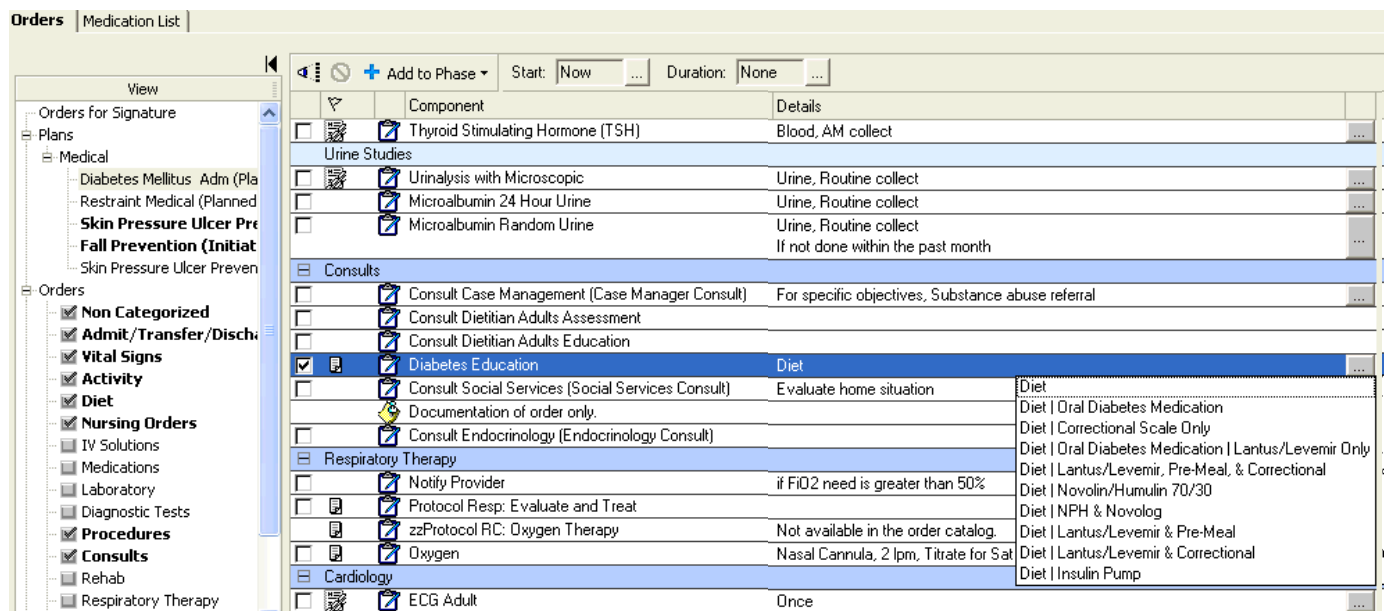 Orders Medication List
View
Orders for Signature
Plans
Medical
Diabetes Mellitus Adm (Pla
Restraint Medical (Planned
Skin Pressure Ulcer Pre
Fall Prevention (Initiat
Skin Pressure Ulcer Preven
Orders
Non Categorized
Admit/Transfer/Discha
Vital Signs
Activity
Diet
Nursing Orders
IV Solutions
Medications
Laboratory
Diagnostic Tests
Procedures
Consults
Rehab
Respiratory Therapy
Add to Phase Start: Now ... Duration: None ...
Component Details
Thyroid Stimulating Hormone (TSH) Blood, AM collect ...
Urine Studies
Urinalysis with Microscopic Urine, Routine collect ...
Microalbumin 24 Hour Urine Urine, Routine collect ...
Microalbumin Random Urine Urine, Routine collect ...
If not done within the past month
Consults
Consult Case Management (Case Manager Consult) For specific objectives, Substance abuse referral ...
Consult Dietitian Adults Assessment
Consult Dietitian Adults Education
Diabetes Education Diet ...
Consult Social Services (Social Services Consult) Evaluate home situation
Documentation of order only.
Consult Endocrinology (Endocrinology Consult)
Respiratory Therapy
Notify Provider if FiO2 need is greater than 50%
Protocol Resp: Evaluate and Treat
zzProtocol RC: Oxygen Therapy Not available in the order catalog.
Oxygen Nasal Cannula, 2 lpm, Titrate for Sat
Cardiology
ECG Adult Once ...
Diet
Diet | Oral Diabetes Medication
Diet | Correctional Scale Only
Diet | Oral Diabetes Medication | Lantus/Levemir Only
Diet | Lantus/Levemir, Pre-Meal, & Correctional
Diet | Novolin/Humulin 70/30
Diet | NPH & Novolog
Diet | Lantus/Levemir & Pre-Meal
Diet | Lantus/Levemir & Correctional
Diet | Insulin Pump